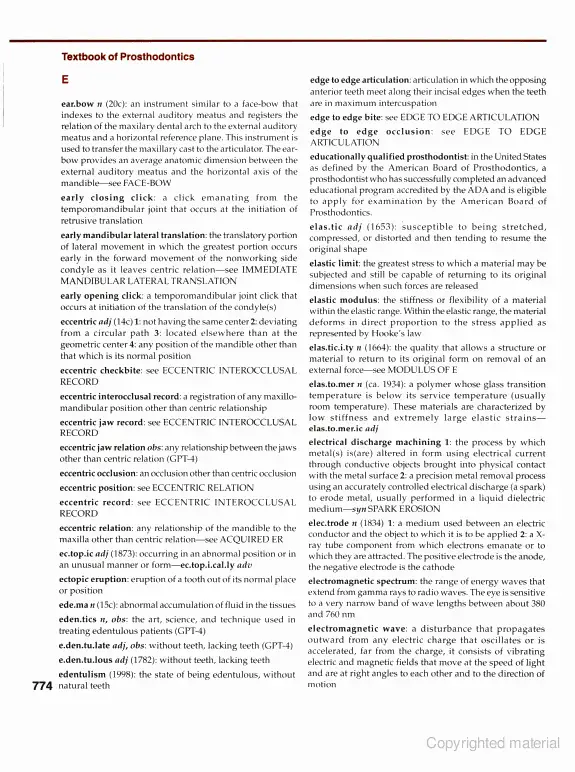 Textbook of Prosthodontics
E
ear.bow n (20c): an instrument similar to a face-bow that
indexes to the external auditory meatus and registers the
relation of the maxilary dental arch to the external auditory
meatus and a horizontal reference plane. This instrument is
used to transfer the maxillary cast to the articulator. The ear-
bow provides an average anatomic dimension between the
external auditory meatus and the horizontal axis of the
mandible—see FACE-BOW
early closing click: a click emanating from the
temporomandibular joint that occurs at the initiation of
retrusive translation
early mandibular lateral translation: the translatory portion
of lateral movement in which the greatest portion occurs
early in the forward movement of the nonworking side
condyle as it leaves centric relation—see IMMEDIATE
MANDIBULAR LATERAL TRANSLATION
early opening click: a temporomandibular joint click that
occurs at initiation of the translation of the condyle(s)
eccentric adj (14c) 1: not having the same center 2: deviating
from a circular path 3: located elsewhere than at the
geometric center 4: any position of the mandible other than
that which is its normal position
eccentric checkbite: see ECCENTRIC INTEROCCLUSAL
RECORD
eccentric interocclusal record: a registration of any maxillo-
mandibular position other than centric relationship
eccentric jaw record: see ECCENTRIC INTEROCCLUSAL
RECORD
eccentric jaw relation obs: any relationship between the jaws
other than centric relation (GPT-4)
eccentric occlusion: an occlusion other than centric occlusion
eccentric position: see ECCENTRIC RELATION
eccentric record: see ECCENTRIC INTEROCCLUSAL
RECORD
eccentric relation: any relationship of the mandible to the
maxilla other than centric relation—see ACQUIRED ER
ec.top.ic adj (1873): occurring in an abnormal position or in
an unusual manner or form—ec.top.i.cal.ly adv
ectopic eruption: eruption of a tooth out of its normal place
or position
ede.ma n (15c): abnormal accumulation of fluid in the tissues
eden.tics n, obs: the art, science, and technique used in
treating edentulous patients (GPT-4)
e.den.tu.late adj, obs: without teeth, lacking teeth (GPT-4)
e.den.tu.lous adj (1782): without teeth, lacking teeth
edentulism (1998): the state of being edentulous, without
natural teeth
774
edge to edge articulation: articulation in which the opposing
anterior teeth meet along their incisal edges when the teeth
are in maximum intercuspation
edge to edge bite: see EDGE TO EDGE ARTICULATION
edge to edge occlusion: see EDGE TO EDGE
ARTICULATION
educationally qualified prosthodontist: in the United States
as defined by the American Board of Prosthodontics, a
prosthodontist who has successfully completed an advanced
educational program accredited by the ADA and is eligible
to apply for examination by the American Board of
Prosthodontics.
elas.tic adj (1653): susceptible to being stretched,
compressed, or distorted and then tending to resume the
original shape
elastic limit: the greatest stress to which a material may be
subjected and still be capable of returning to its original
dimensions when such forces are released
elastic modulus: the stiffness or flexibility of a material
within the elastic range. Within the elastic range, the material
deforms in direct proportion to the stress applied as
represented by Hooke's law
elas.tic.i.ty n (1664): the quality that allows a structure or
material to return to its original form on removal of an
external force—see MODULUS OF E
elas.to.mer n (ca. 1934): a polymer whose glass transition
temperature is below its service temperature (usually
room temperature). These materials are characterized by
low stiffness and extremely large elastic strains—
elas.to.mer.ic adj
electrical discharge machining 1: the process by which
metal(s) is(are) altered in form using electrical current
through conductive objects brought into physical contact
with the metal surface 2: a precision metal removal process
using an accurately controlled electrical discharge (a spark)
to erode metal, usually performed in a liquid dielectric
medium—syn SPARK EROSION
elec.trode n (1834) 1: a medium used between an electric
conductor and the object to which it is to be applied 2: a X-
ray tube component from which electrons emanate or to
which they are attracted. The positive electrode is the anode,
the negative electrode is the cathode
electromagnetic spectrum: the range of energy waves that
extend from gamma rays to radio waves. The eye is sensitive
to a very narrow band of wave lengths between about 380
and 760 nm
electromagnetic wave: a disturbance that propagates
outward from any electric charge that oscillates or is
accelerated, far from the charge, it consists of vibrating
electric and magnetic fields that move at the speed of light
and are at right angles to each other and to the direction of
motion
Copyrighted material